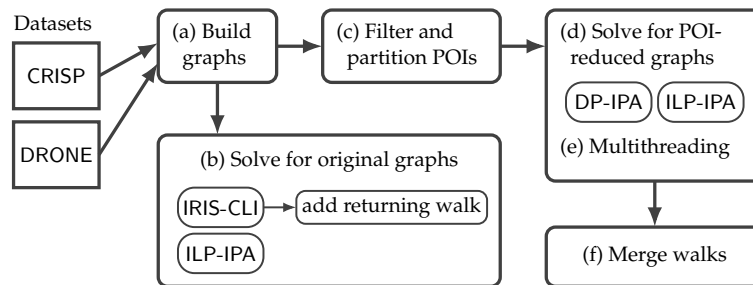 Datasets
CRISP
DRONE
(a) Build
graphs
(c) Filter and
partition POIs
(d) Solve for POI-
reduced graphs
DP-IPA ILP-IPA
(e) Multithreading
(b) Solve for original graphs
IRIS-CLI add returning walk
ILP-IPA
(f) Merge walks